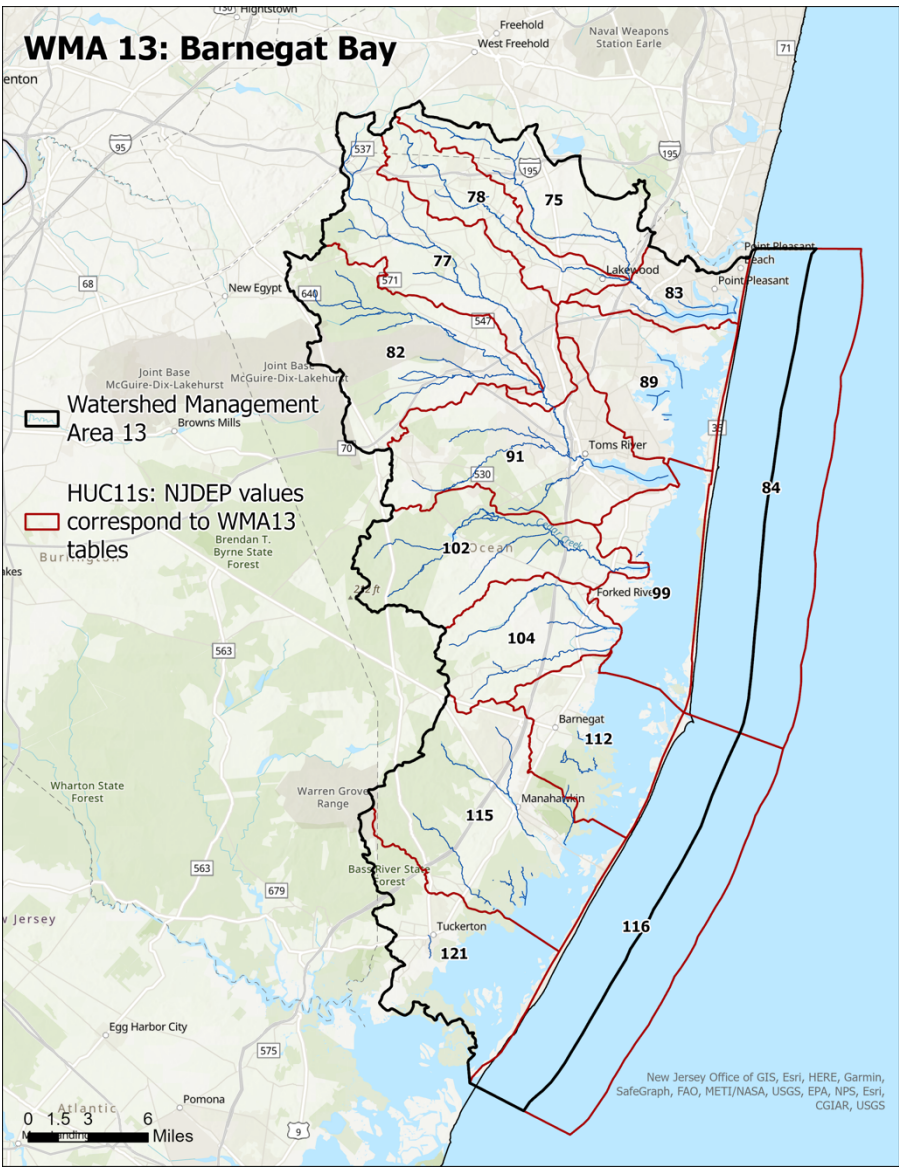 130
Hightstown
WMA 13: Barnegat Bay
Freehold
West Freehold
Naval Weapons
Station Earle
71
enton
95
537
195
195
78
75
Point Pleasant
Beach
77
Lakewood
Point Pleasant
571
83
68
New Egypt
640
547
82
Joint Base
McGuire-Dix-Lakehurst
Joint Base
McGuire-Dix-Lakehurst
89
Watershed Management
Area 13
Browns Mills
35
70
Toms River
91
530
84
HUC11s: NJDEP values
correspond to WMA13
tables
Cedar Creek
102
Ocean
Brendan T.
Byrne State
Forest
Burlington
akes
212 ft
Forked River
99
104
563
Barnegat
112
Wharton State
Forest
Warren Grove
Range
Manahawkin
115
563
Bass River State
Forest
679
w Jersey
116
Tuckerton
121
Egg Harbor City
575
New Jersey Office of GIS, Esri, HERE, Garmin,
SafeGraph, FAO, METI/NASA, USGS, EPA, NPS, Esri,
CGIAR, USGS
Atlantic
Pomona
0 1.5 3 6
Miles
9